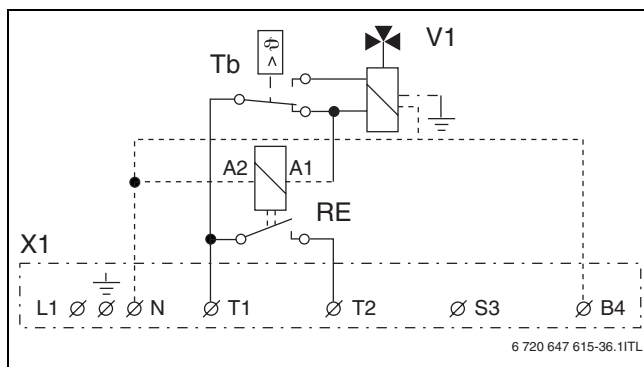 V1
ϑ <
Tb
A2 A1
RE
X1
L1 N T1 T2 S3 B4
6 720 647 615-36.1ITL